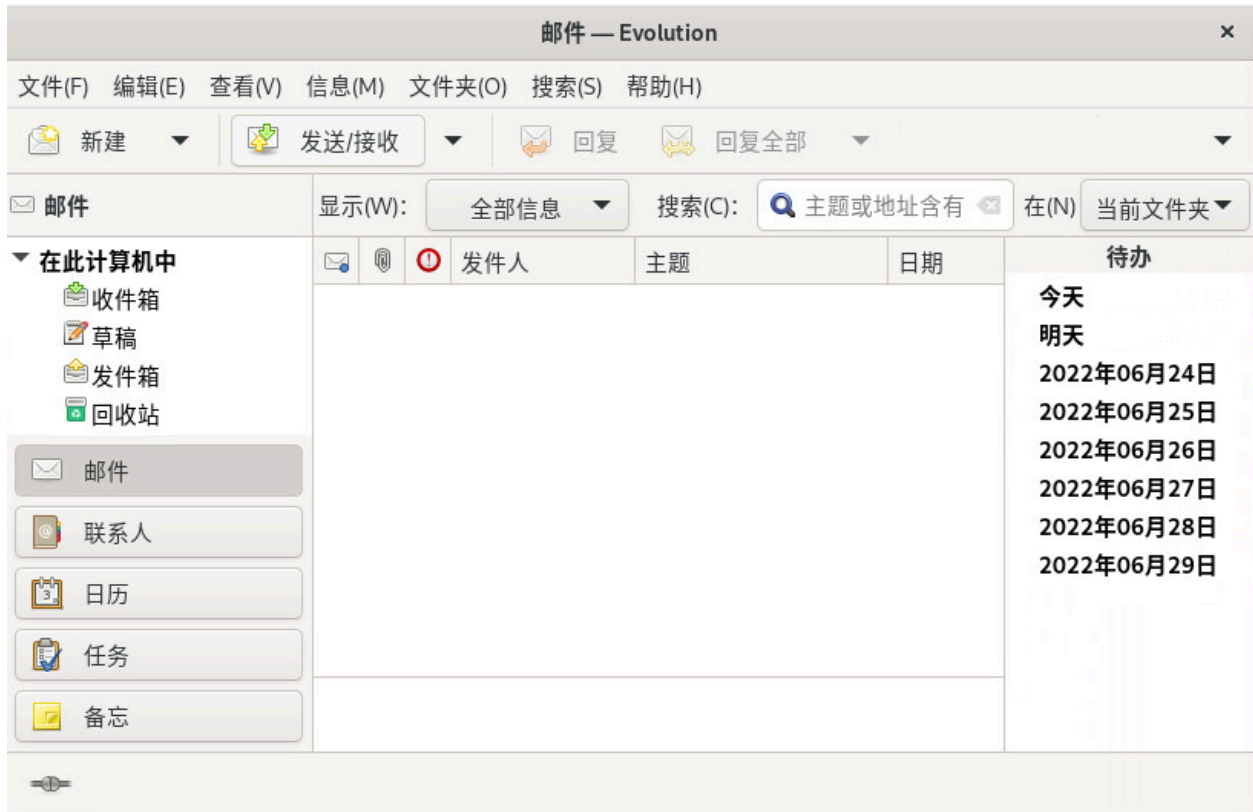 邮件 — Evolution
文件(F) 编辑(E) 查看(V) 信息(M) 文件夹(O) 搜索(S) 帮助(H)
新建 发送/接收 回复 回复全部
邮件 显示(W): 全部信息 搜索(C): 主题或地址含有 在(N) 当前文件夹
在此计算机中
收件箱
草稿
发件箱
回收站
邮件
联系人
日历
任务
备忘
发件人 主题 日期
待办
今天
明天
2022年06月24日
2022年06月25日
2022年06月26日
2022年06月27日
2022年06月28日
2022年06月29日